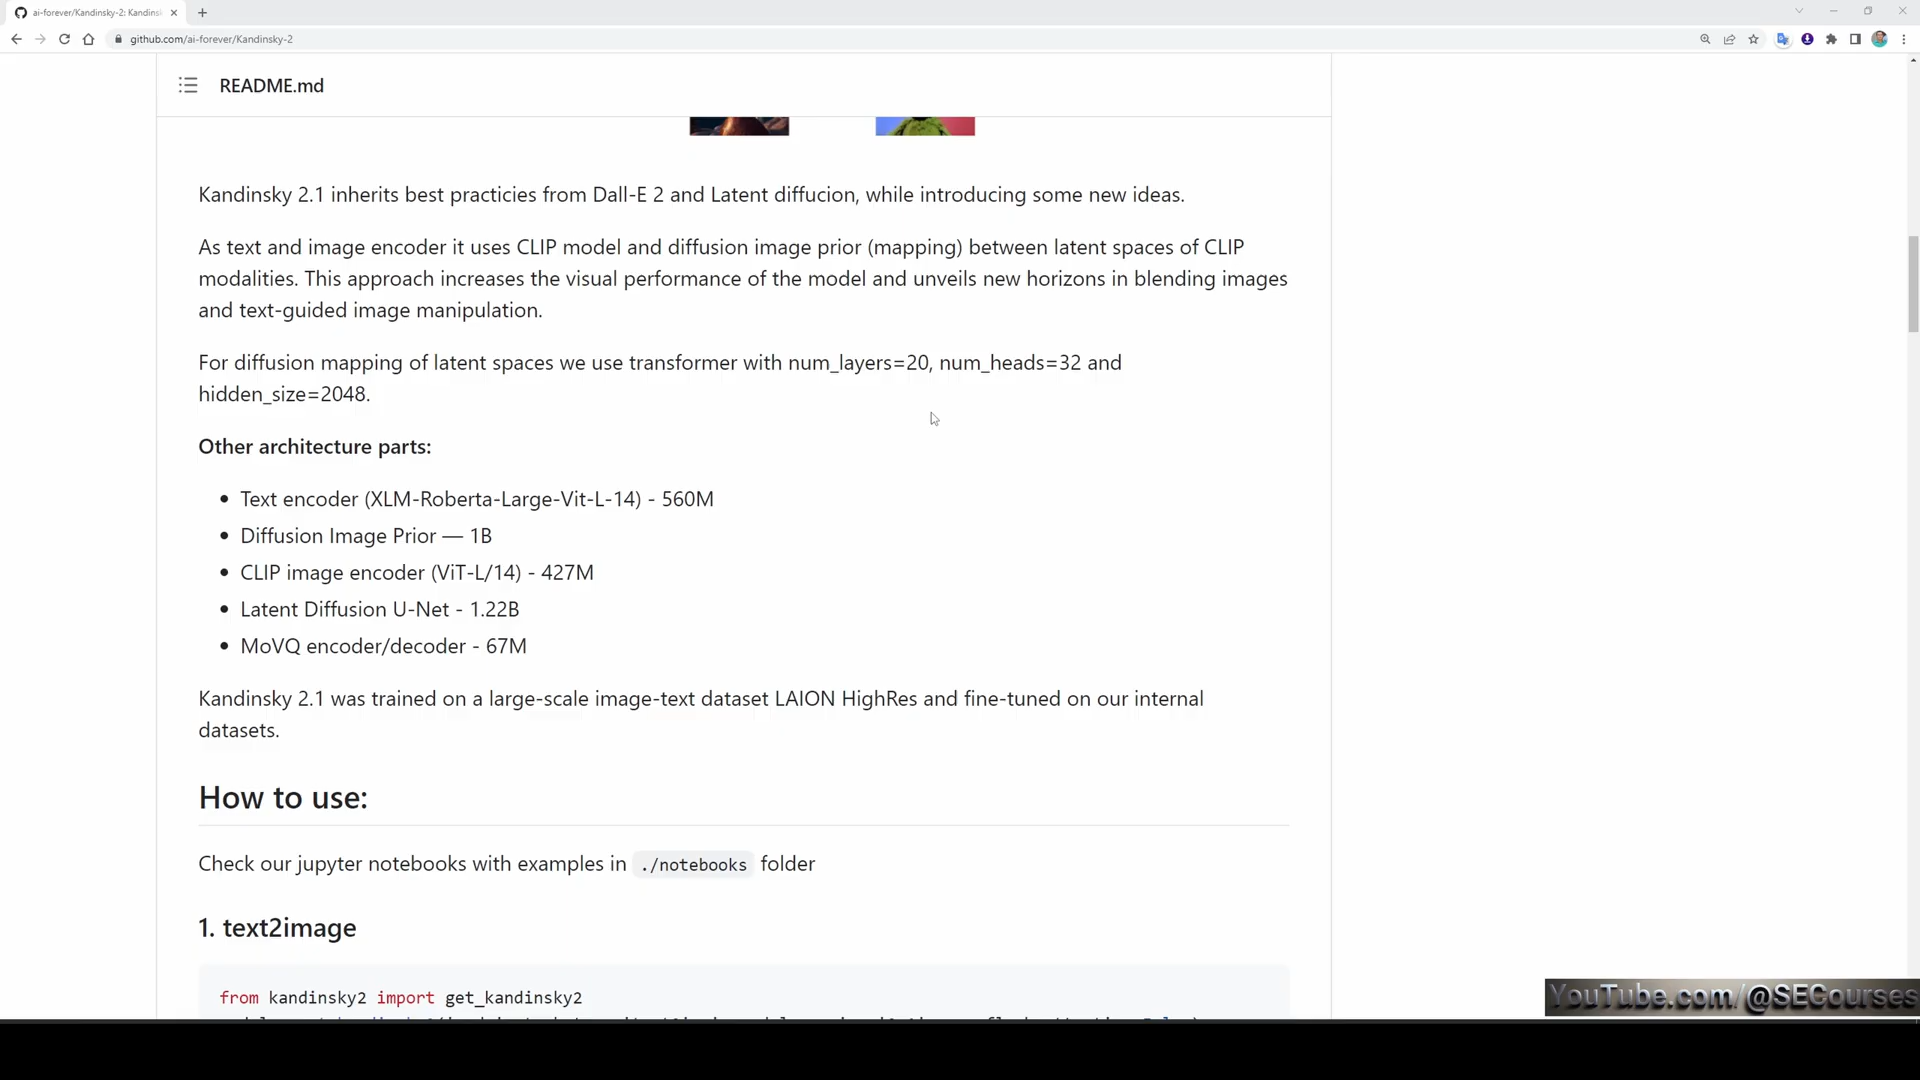 ai-forever/Kandinsky-2: Kandins
github.com/ai-forever/Kandinsky-2
README.md
Kandinsky 2.1 inherits best practicies from Dall-E 2 and Latent diffucion, while introducing some new ideas.
As text and image encoder it uses CLIP model and diffusion image prior (mapping) between latent spaces of CLIP
modalities. This approach increases the visual performance of the model and unveils new horizons in blending images
and text-guided image manipulation.
For diffusion mapping of latent spaces we use transformer with num_layers=20, num_heads=32 and
hidden_size=2048.
Other architecture parts:
Text encoder (XLM-Roberta-Large-Vit-L-14) - 560M
Diffusion Image Prior — 1B
CLIP image encoder (ViT-L/14) - 427M
Latent Diffusion U-Net - 1.22B
MoVQ encoder/decoder - 67M
Kandinsky 2.1 was trained on a large-scale image-text dataset LAION HighRes and fine-tuned on our internal
datasets.
How to use:
Check our jupyter notebooks with examples in ./notebooks folder
1. text2image
from kandinsky2 import get_kandinsky2
YouTube.com/@SECourses